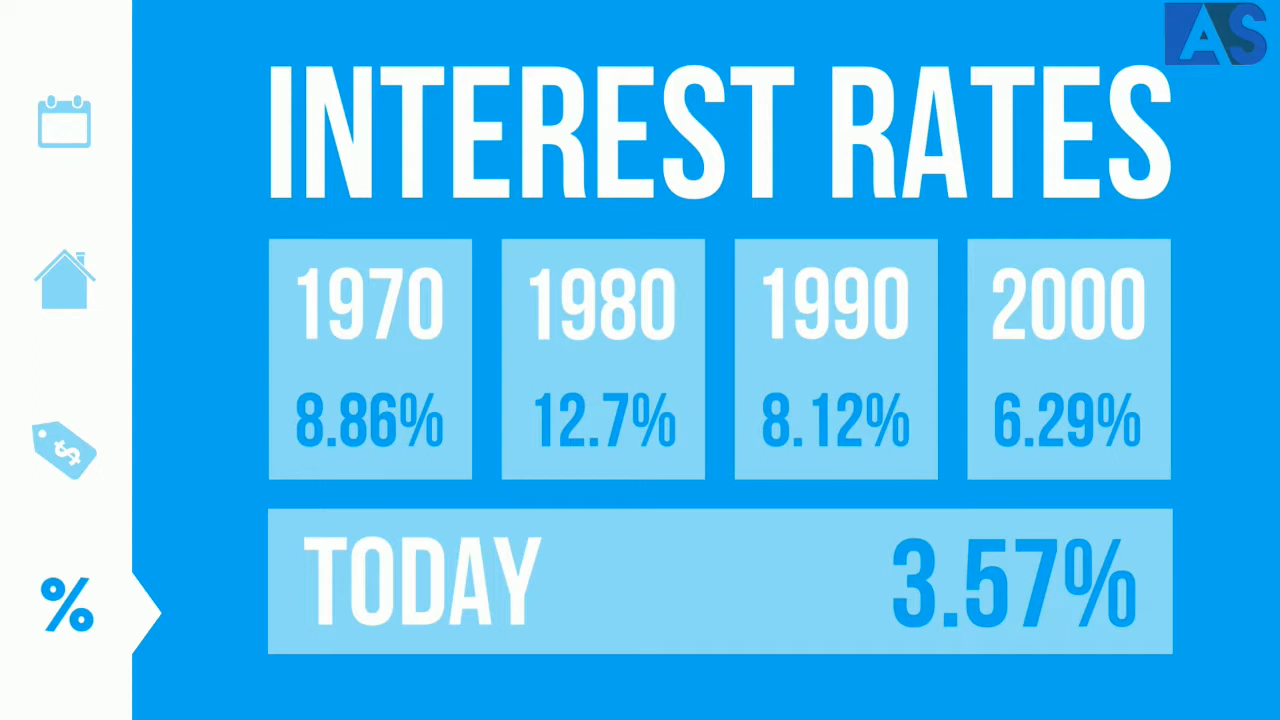 AS
INTEREST RATES
1970 1980 1990 2000
8.86% 12.7% 8.12% 6.29%
TODAY 3.57%
$
%